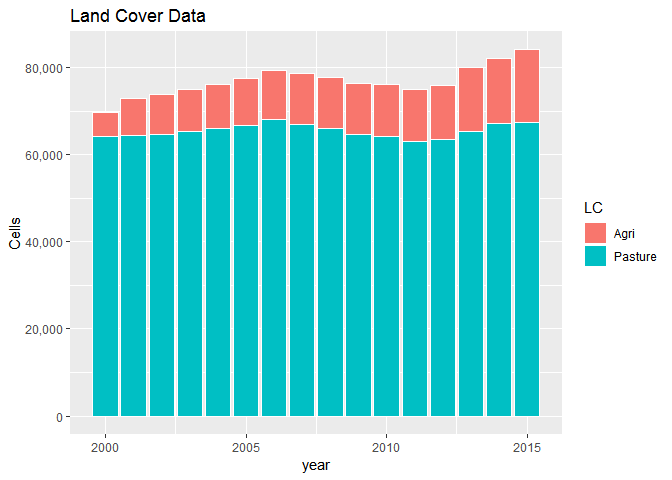 Land Cover Data
80,000
60,000
40,000
20,000
0
Cells
2000 2005 2010 2015
year
LC
Agri
Pasture